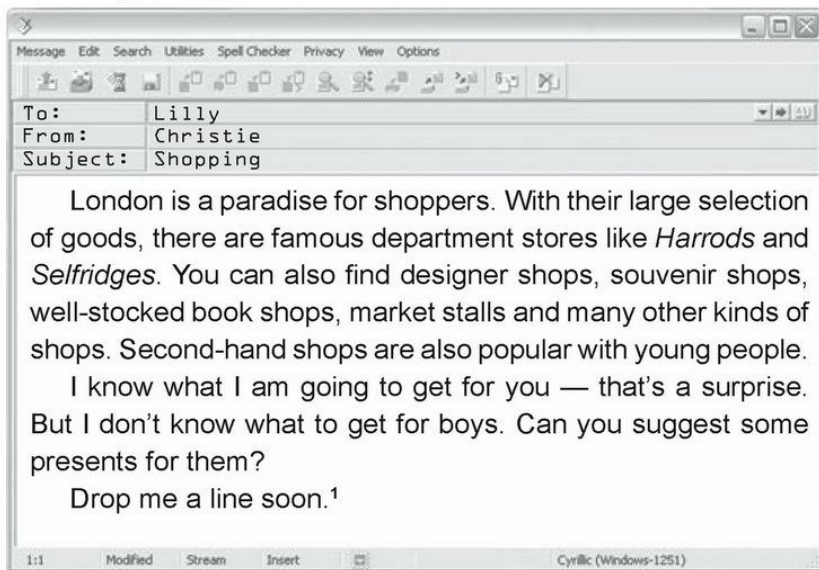 Message Edit Search Utilities Spell Checker Privacy View Options
To: Lilly
From: Christie
Subject: Shopping
London is a paradise for shoppers. With their large selection
of goods, there are famous department stores like Harrods and
Selfridges. You can also find designer shops, souvenir shops,
well-stocked book shops, market stalls and many other kinds of
shops. Second-hand shops are also popular with young people.
I know what I am going to get for you — that's a surprise.
But I don't know what to get for boys. Can you suggest some
presents for them?
Drop me a line soon.¹
1:1 Modified Stream Insert Cyrillic (Windows-1251)